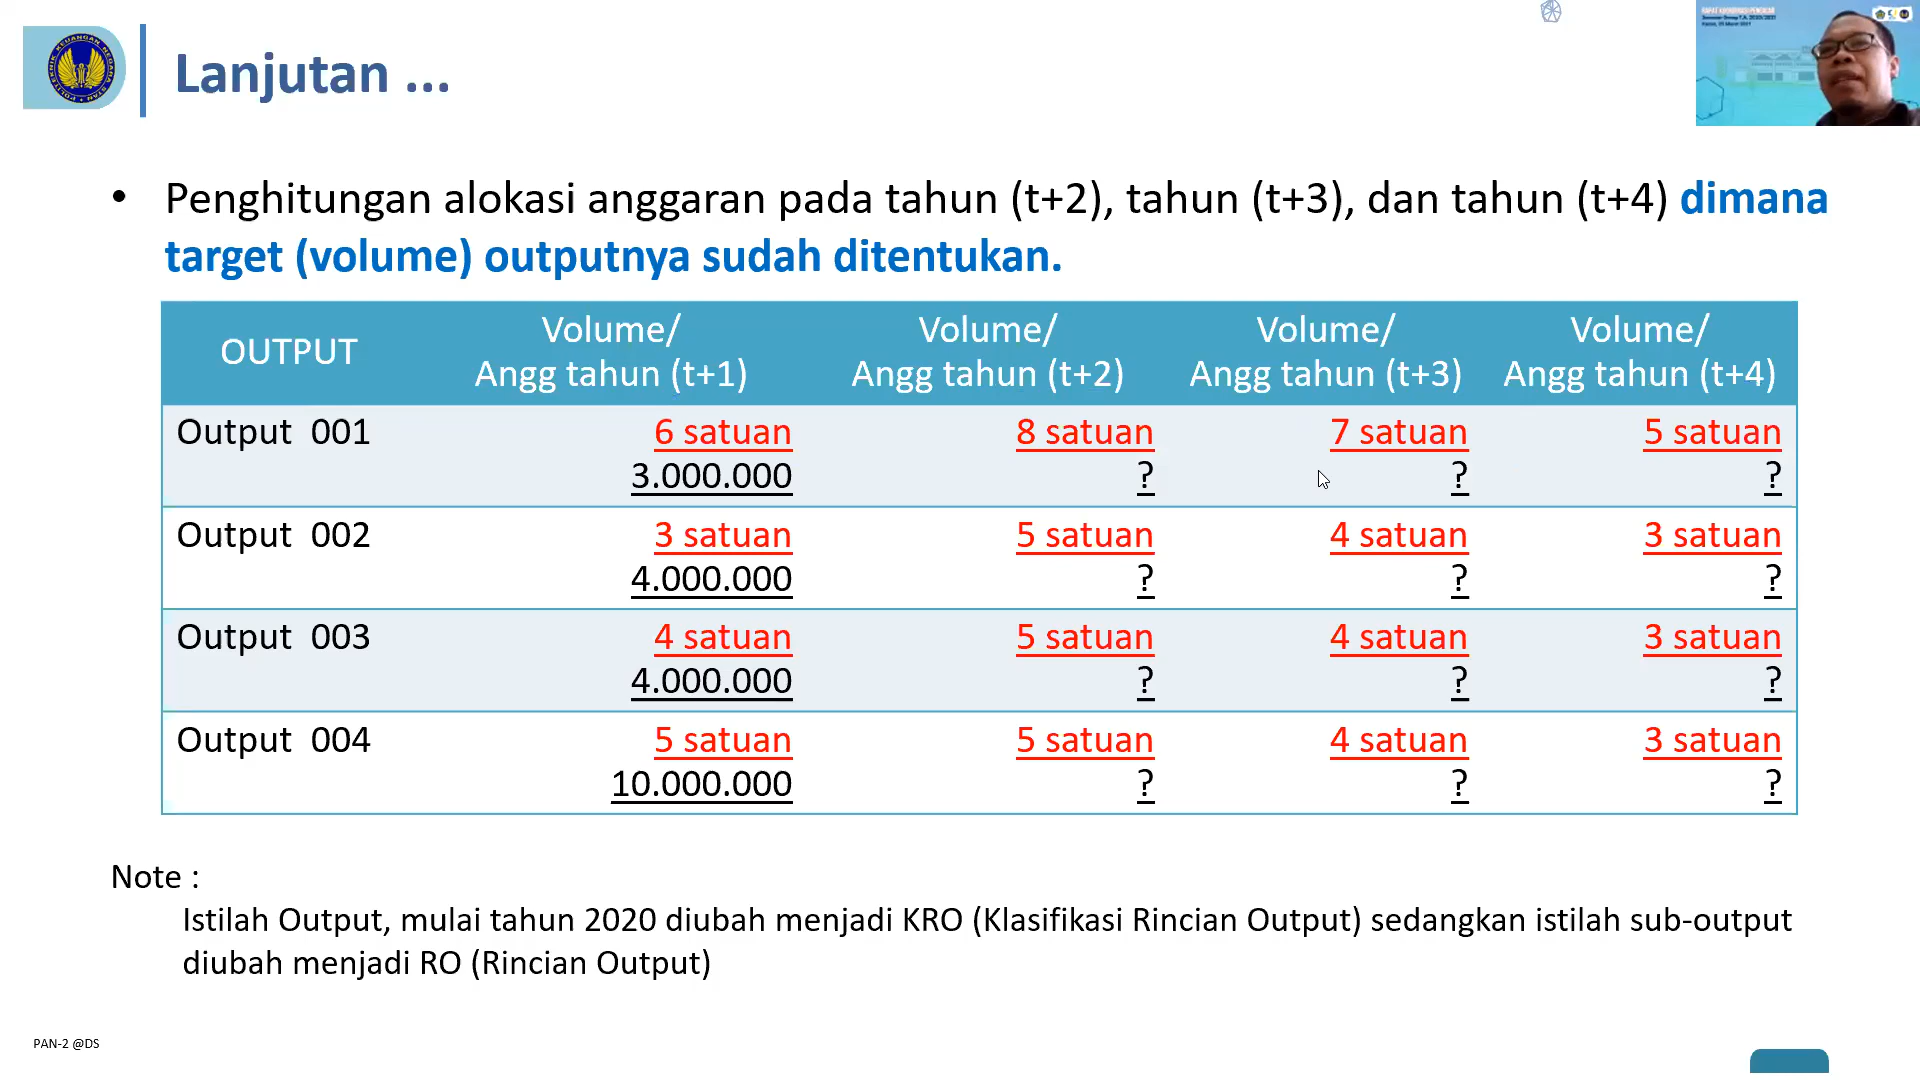 Lanjutan ...
• Penghitungan alokasi anggaran pada tahun (t+2), tahun (t+3), dan tahun (t+4) dimana
target (volume) outputnya sudah ditentukan.
OUTPUT Volume/ Angg tahun (t+1) Volume/ Angg tahun (t+2) Volume/ Angg tahun (t+3) Volume/ Angg tahun (t+4)
Output 001 6 satuan 8 satuan 7 satuan 5 satuan
3.000.000 ? ? ?
Output 002 3 satuan 5 satuan 4 satuan 3 satuan
4.000.000 ? ? ?
Output 003 4 satuan 5 satuan 4 satuan 3 satuan
4.000.000 ? ? ?
Output 004 5 satuan 5 satuan 4 satuan 3 satuan
10.000.000 ? ? ?
Note :
Istilah Output, mulai tahun 2020 diubah menjadi KRO (Klasifikasi Rincian Output) sedangkan istilah sub-output
diubah menjadi RO (Rincian Output)
PAN-2 @DS